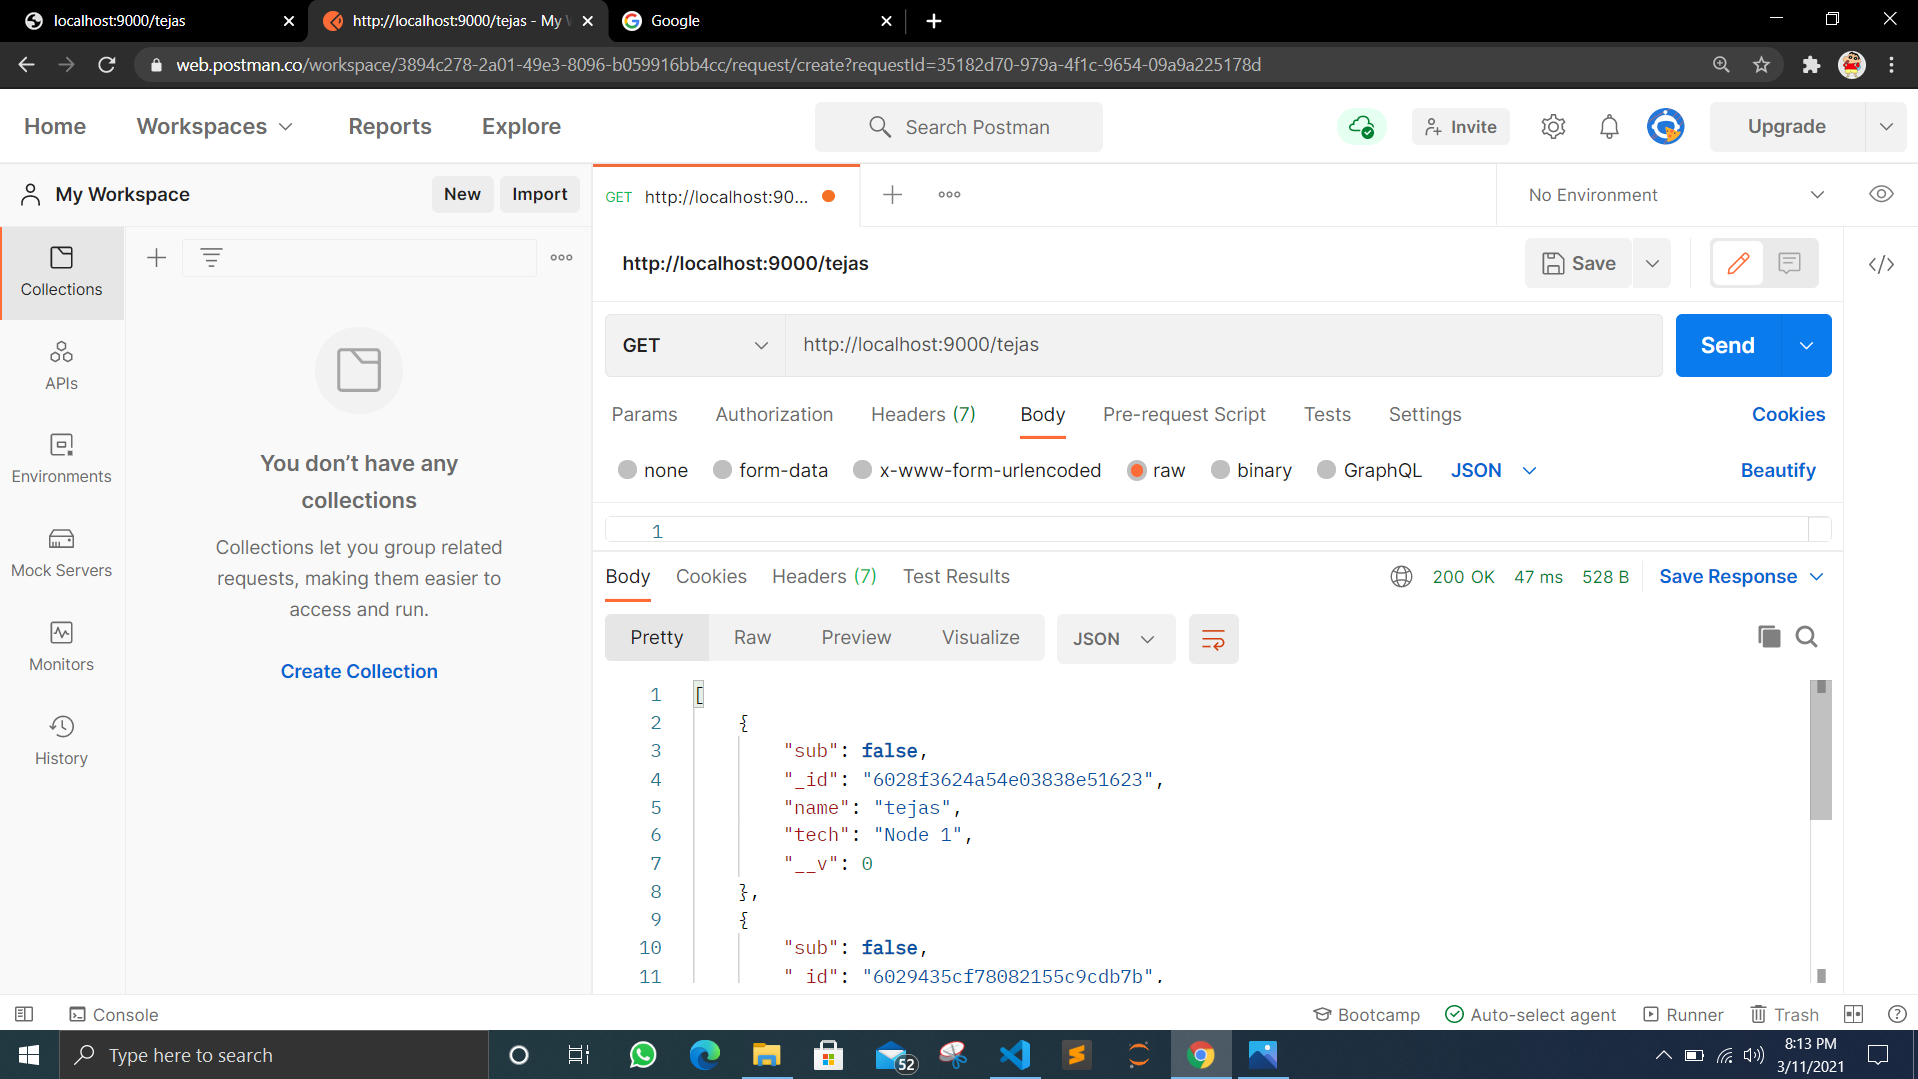 localhost:9000/tejas
http://localhost:9000/tejas - My W
Google
web.postman.co/workspace/3894c278-2a01-49e3-8096-b059916bb4cc/request/create?requestId=35182d70-979a-4f1c-9654-09a9a225178d
Home Workspaces Reports Explore Search Postman Invite Upgrade
My Workspace New Import GET http://localhost:90... No Environment
Collections
APIs
Environments
Mock Servers
Monitors
History
You don’t have any
collections
Collections let you group related
requests, making them easier to
access and run.
Create Collection
http://localhost:9000/tejas Save
GET http://localhost:9000/tejas Send
Params Authorization Headers (7) Body Pre-request Script Tests Settings Cookies
none form-data x-www-form-urlencoded raw binary GraphQL JSON Beautify
1
Body Cookies Headers (7) Test Results 200 OK 47 ms 528 B Save Response
Pretty Raw Preview Visualize JSON
1 [
2 {
3 "sub": false,
4 "_id": "6028f3624a54e03838e51623",
5 "name": "tejas",
6 "tech": "Node 1",
7 "__v": 0
8 },
9 {
10 "sub": false,
11 "_id": "6029435cf78082155c9cdb7b",
Console Bootcamp Auto-select agent Runner Trash
Type here to search 52 8:13 PM
3/11/2021